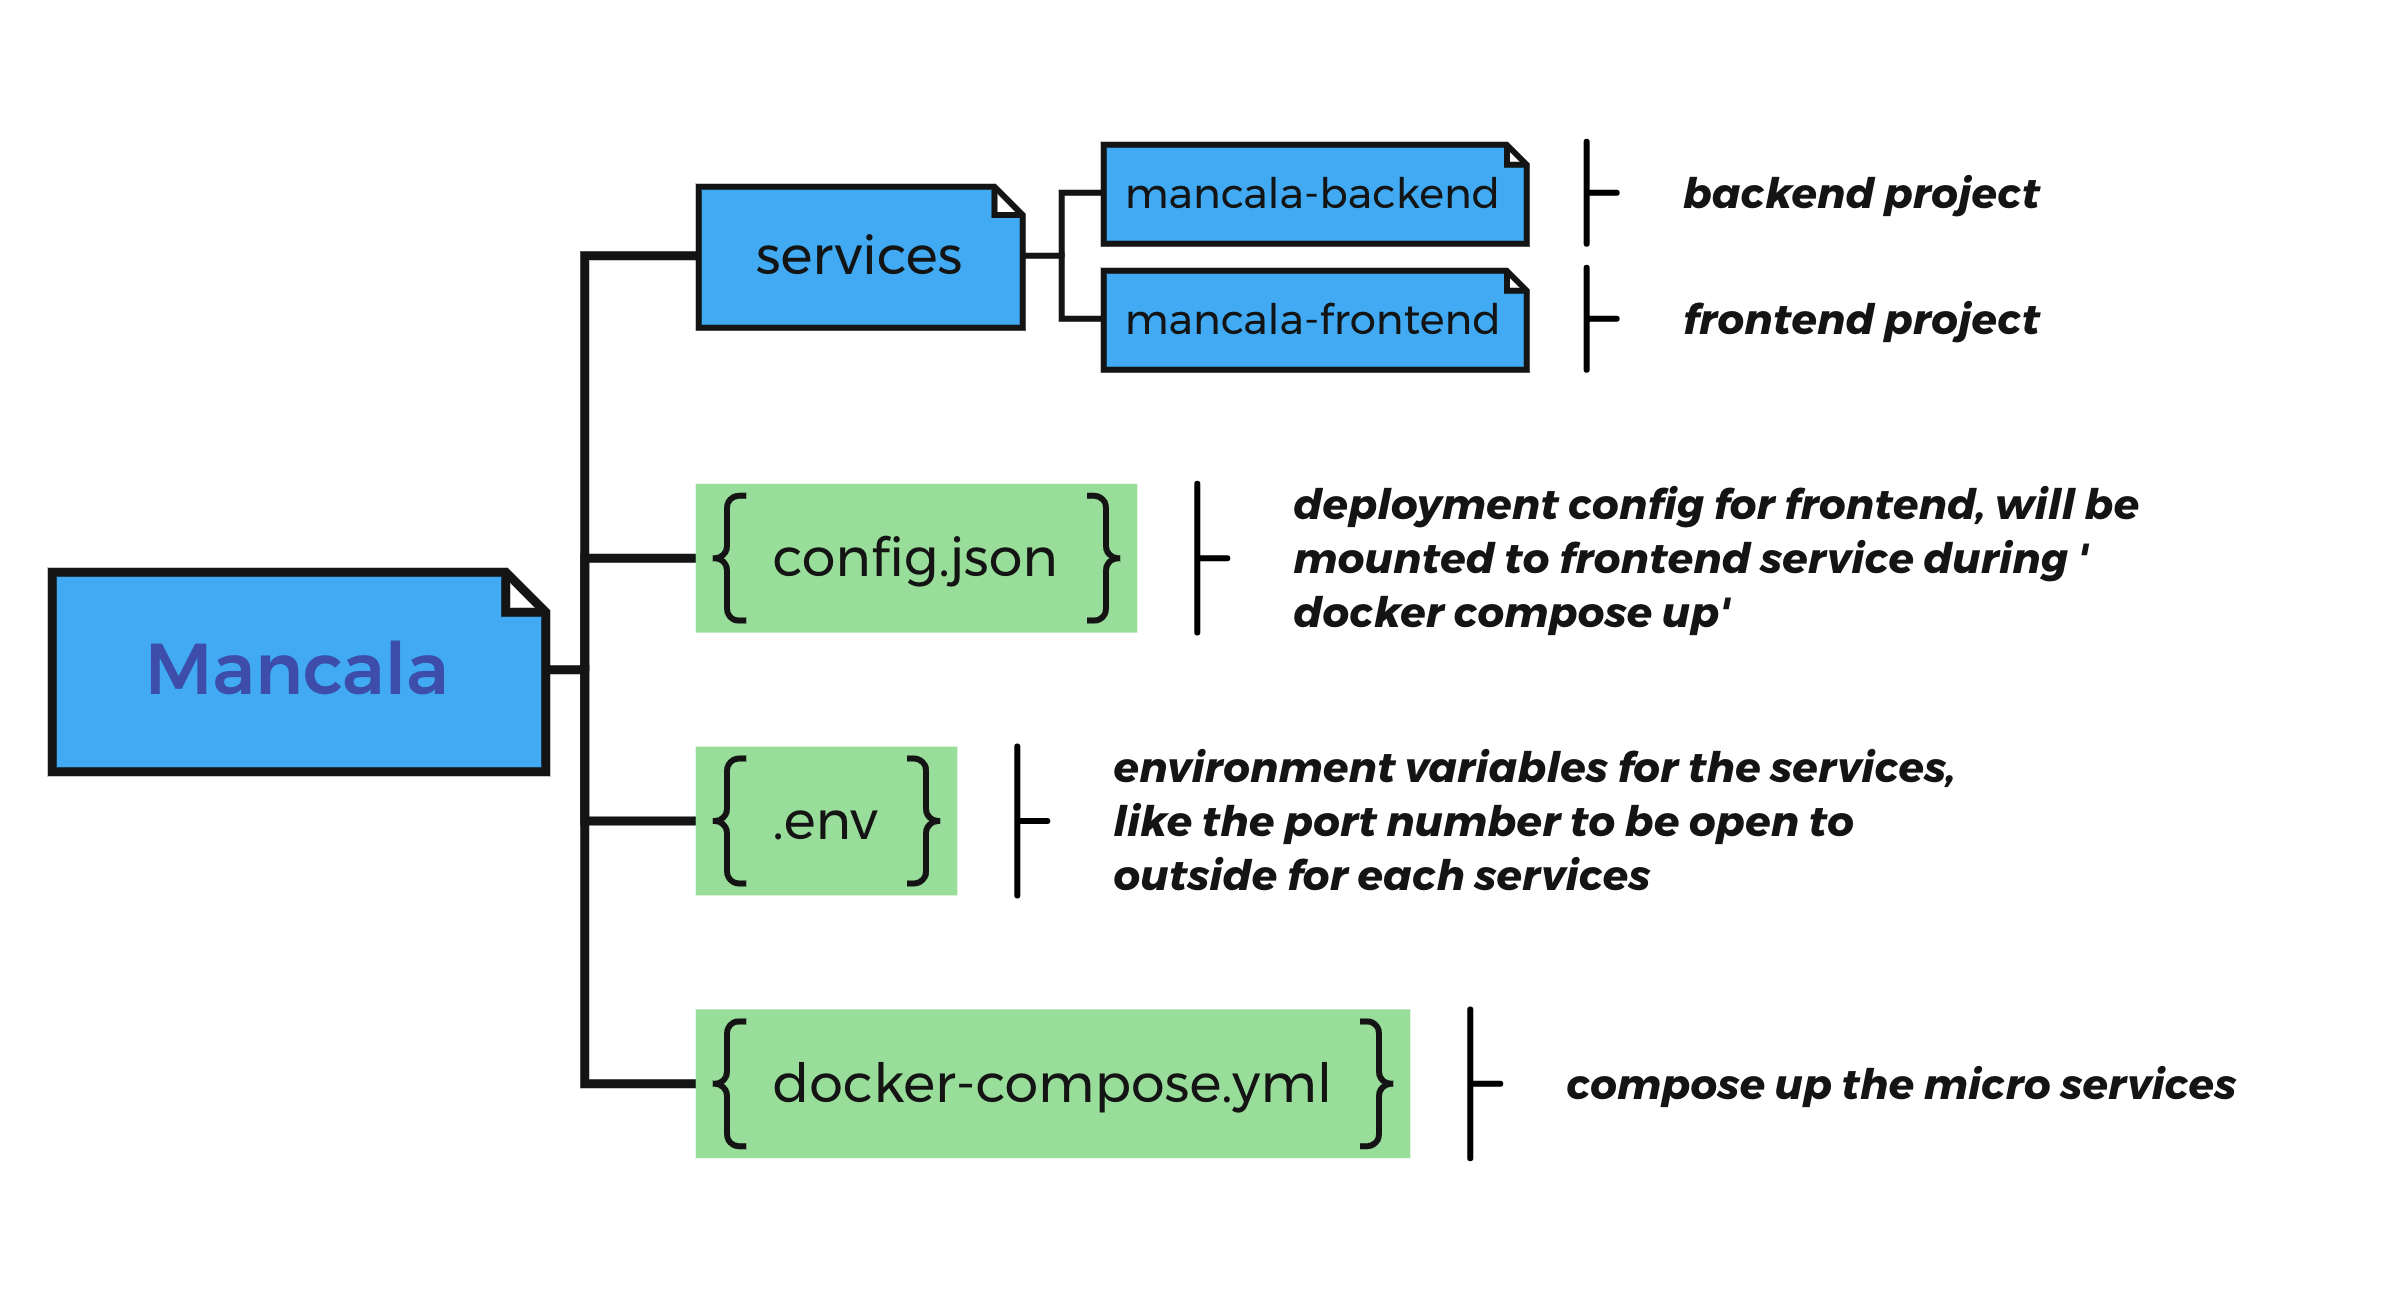 mancala-backend
backend project
services
mancala-frontend
frontend project
config.json
deployment config for frontend, will be
mounted to frontend service during '
docker compose up'
Mancala
.env
environment variables for the services,
like the port number to be open to
outside for each services
docker-compose.yml
compose up the micro services